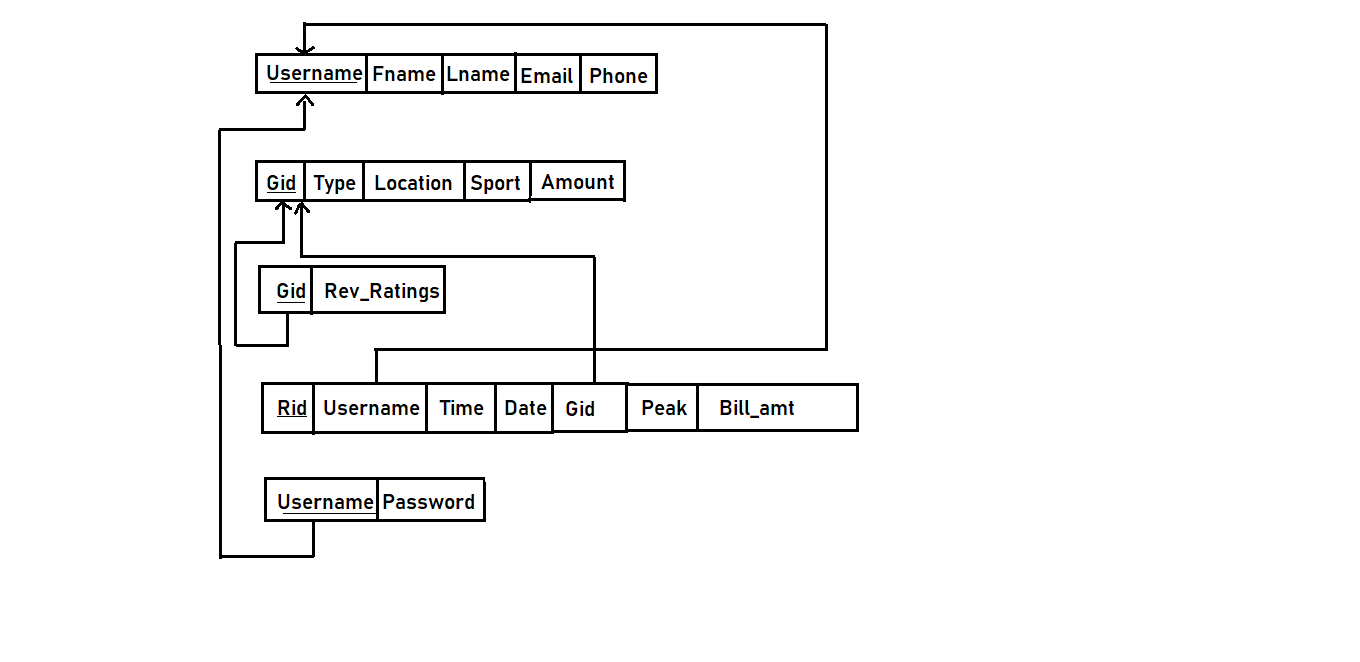 Username Fname Lname Email Phone
Gid Type Location Sport Amount
Gid Rev_Ratings
Rid Username Time Date Gid Peak Bill_amt
Username Password